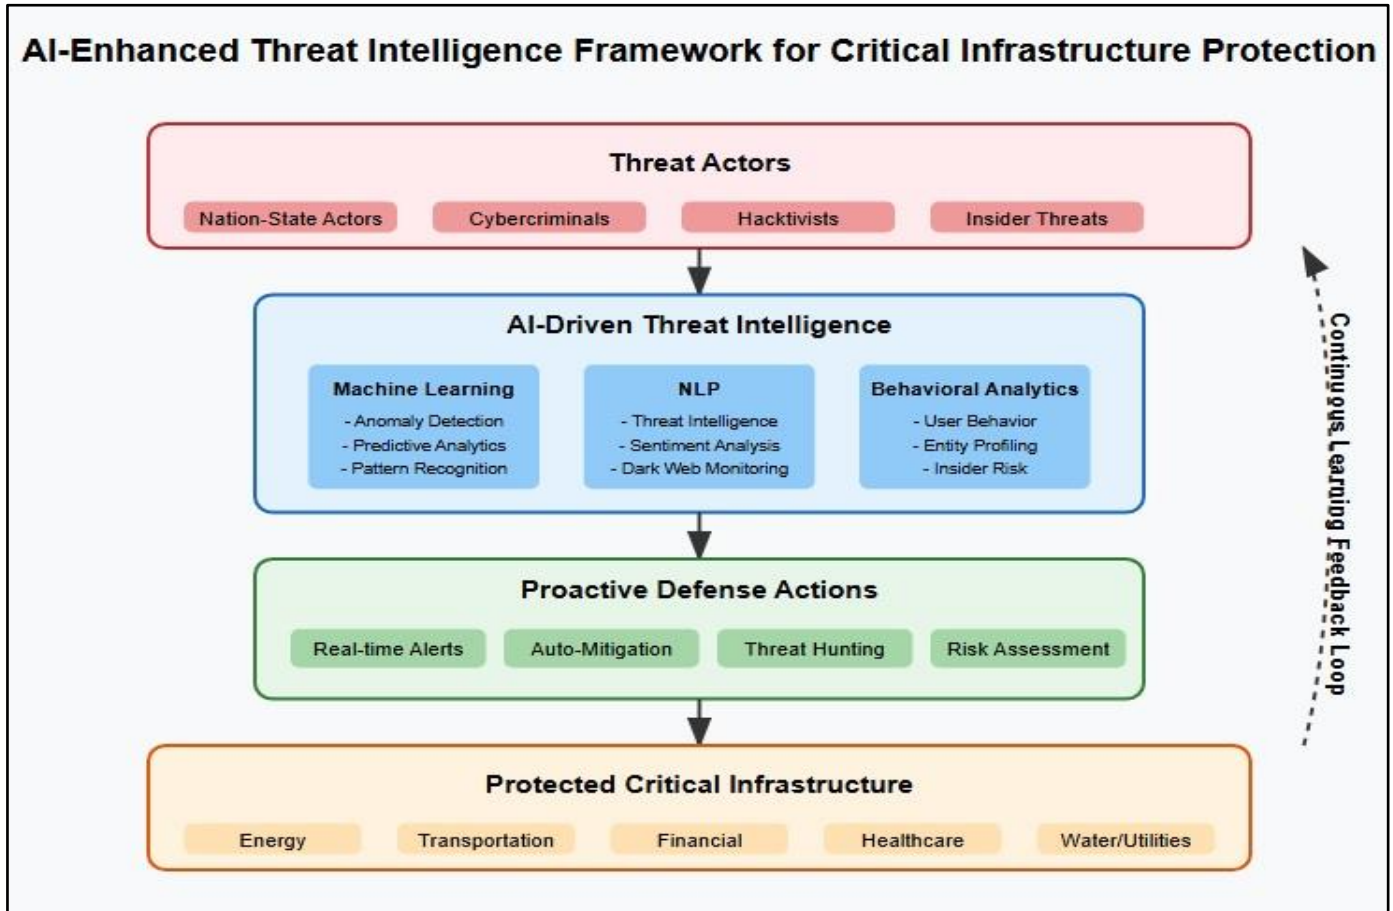 AI-Enhanced Threat Intelligence Framework for Critical Infrastructure Protection
Threat Actors
Nation-State Actors
Cybercriminals
Hacktivists
Insider Threats
AI-Driven Threat Intelligence
Machine Learning
- Anomaly Detection
- Predictive Analytics
- Pattern Recognition
NLP
- Threat Intelligence
- Sentiment Analysis
- Dark Web Monitoring
Behavioral Analytics
- User Behavior
- Entity Profiling
- Insider Risk
Proactive Defense Actions
Real-time Alerts
Auto-Mitigation
Threat Hunting
Risk Assessment
Protected Critical Infrastructure
Energy
Transportation
Financial
Healthcare
Water/Utilities
Continuous Learning Feedback Loop